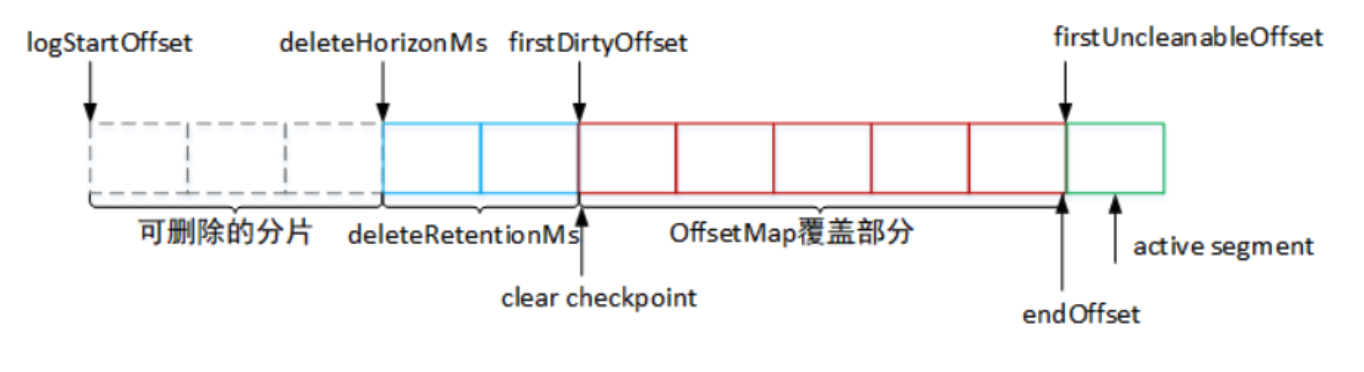 logStartOffset
deleteHorizonMs
firstDirtyOffset
firstUncleanableOffset
可删除的分片
deleteRetentionMs
OffsetMap覆盖部分
active segment
clear checkpoint
endOffset